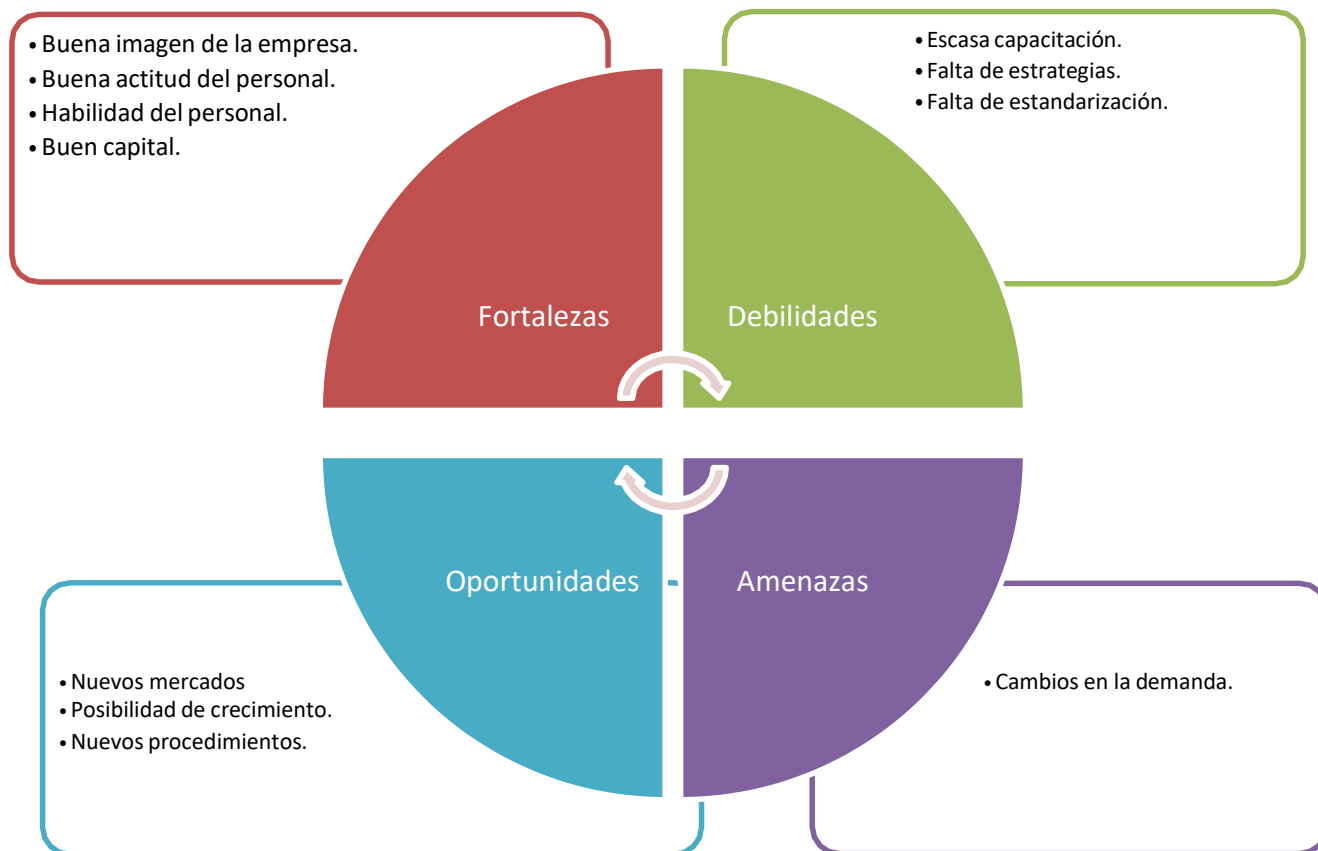 • Buena imagen de la empresa.
• Buena actitud del personal.
• Habilidad del personal.
• Buen capital.
• Escasa capacitación.
• Falta de estrategias.
• Falta de estandarización.
Fortalezas
Debilidades
Oportunidades
Amenazas
• Nuevos mercados
• Posibilidad de crecimiento.
• Nuevos procedimientos.
• Cambios en la demanda.